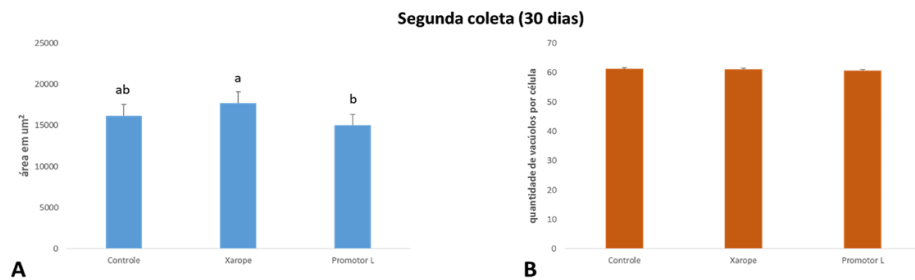 Segunda coleta (30 dias)
25000
20000
15000
10000
5000
0
área em um²
ab
a
b
Controle
Xarope
Promotor L
A
70
60
50
40
30
20
10
0
quantidade de vacúolos por célula
Controle
Xarope
Promotor L
B